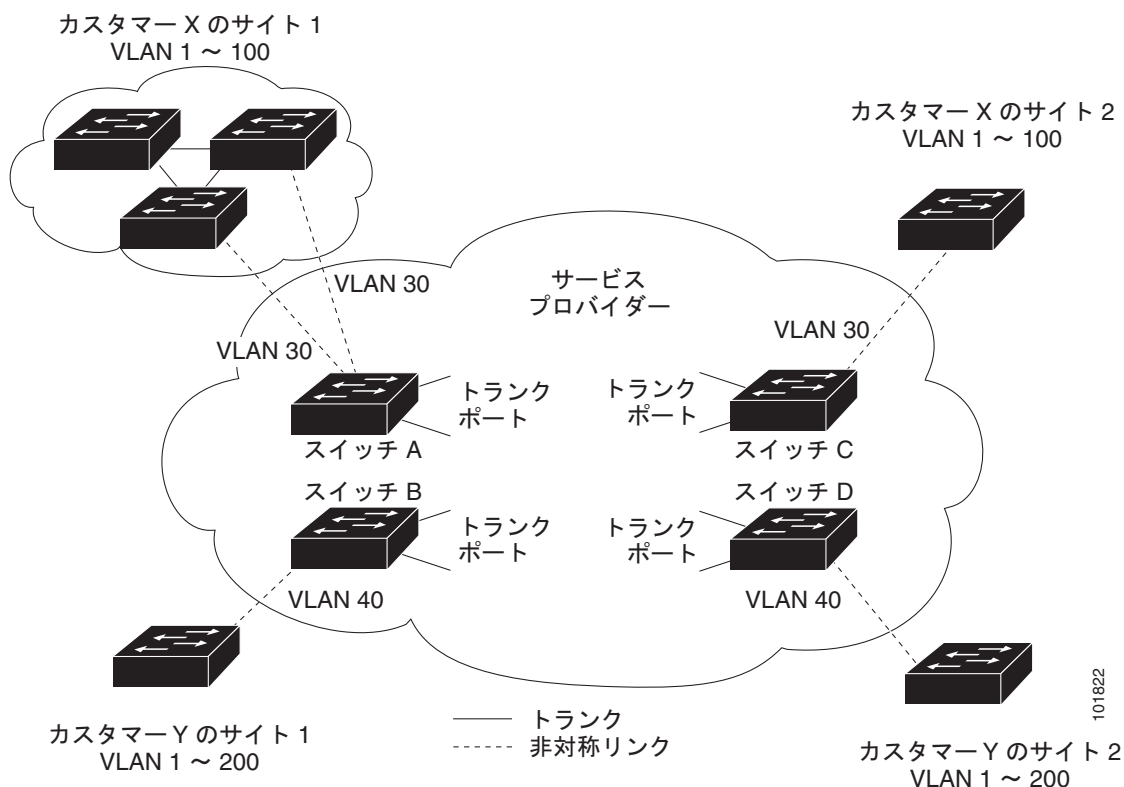 カスタマー X のサイト 1
VLAN 1 ～ 100
カスタマー X のサイト 2
VLAN 1 ～ 100
VLAN 30
サービス
プロバイダー
VLAN 30
VLAN 30
トランク
ポート
トランク
ポート
スイッチ A
スイッチ C
スイッチ B
スイッチ D
トランク
ポート
トランク
ポート
VLAN 40
VLAN 40
カスタマー Y のサイト 1
VLAN 1 ～ 200
トランク
非対称リンク
カスタマー Y のサイト 2
VLAN 1 ～ 200
101822